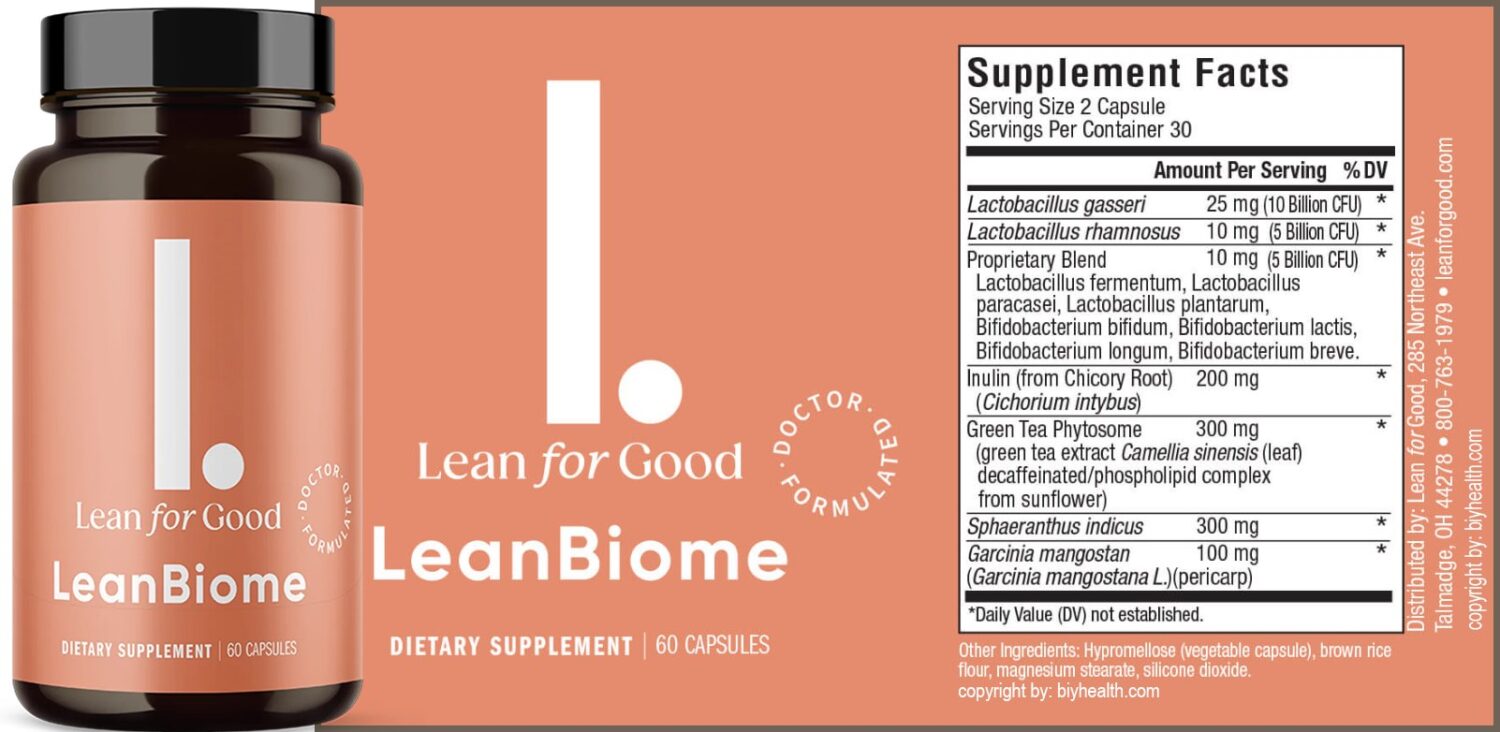 Lean for Good
DOCTOR · FORMULATED ·
LeanBiome
DIETARY SUPPLEMENT | 60 CAPSULES
Lean for Good
DOCTOR · FORMULATED ·
LeanBiome
DIETARY SUPPLEMENT | 60 CAPSULES
Supplement Facts
Serving Size 2 Capsule
Servings Per Container 30
Amount Per Serving % DV
Lactobacillus gasseri 25 mg (10 Billion CFU) *
Lactobacillus rhamnosus 10 mg (5 Billion CFU) *
Proprietary Blend 10 mg (5 Billion CFU) *
Lactobacillus fermentum, Lactobacillus
paracasei, Lactobacillus plantarum,
Bifidobacterium bifidum, Bifidobacterium lactis,
Bifidobacterium longum, Bifidobacterium breve.
Inulin (from Chicory Root) 200 mg *
(Cichorium intybus)
Green Tea Phytosome 300 mg *
(green tea extract Camellia sinensis (leaf)
decaffeinated/phospholipid complex
from sunflower)
Sphaeranthus indicus 300 mg *
Garcinia mangostan 100 mg *
(Garcinia mangostana L.)(pericarp)
*Daily Value (DV) not established.
Other Ingredients: Hypromellose (vegetable capsule), brown rice
flour, magnesium stearate, silicone dioxide.
copyright by: biyhealth.com
Distributed by: Lean for Good, 285 Northeast Ave.
Talmadge, OH 44278 • 800-763-1979 • leanforgood.com
copyright by: biyhealth.com